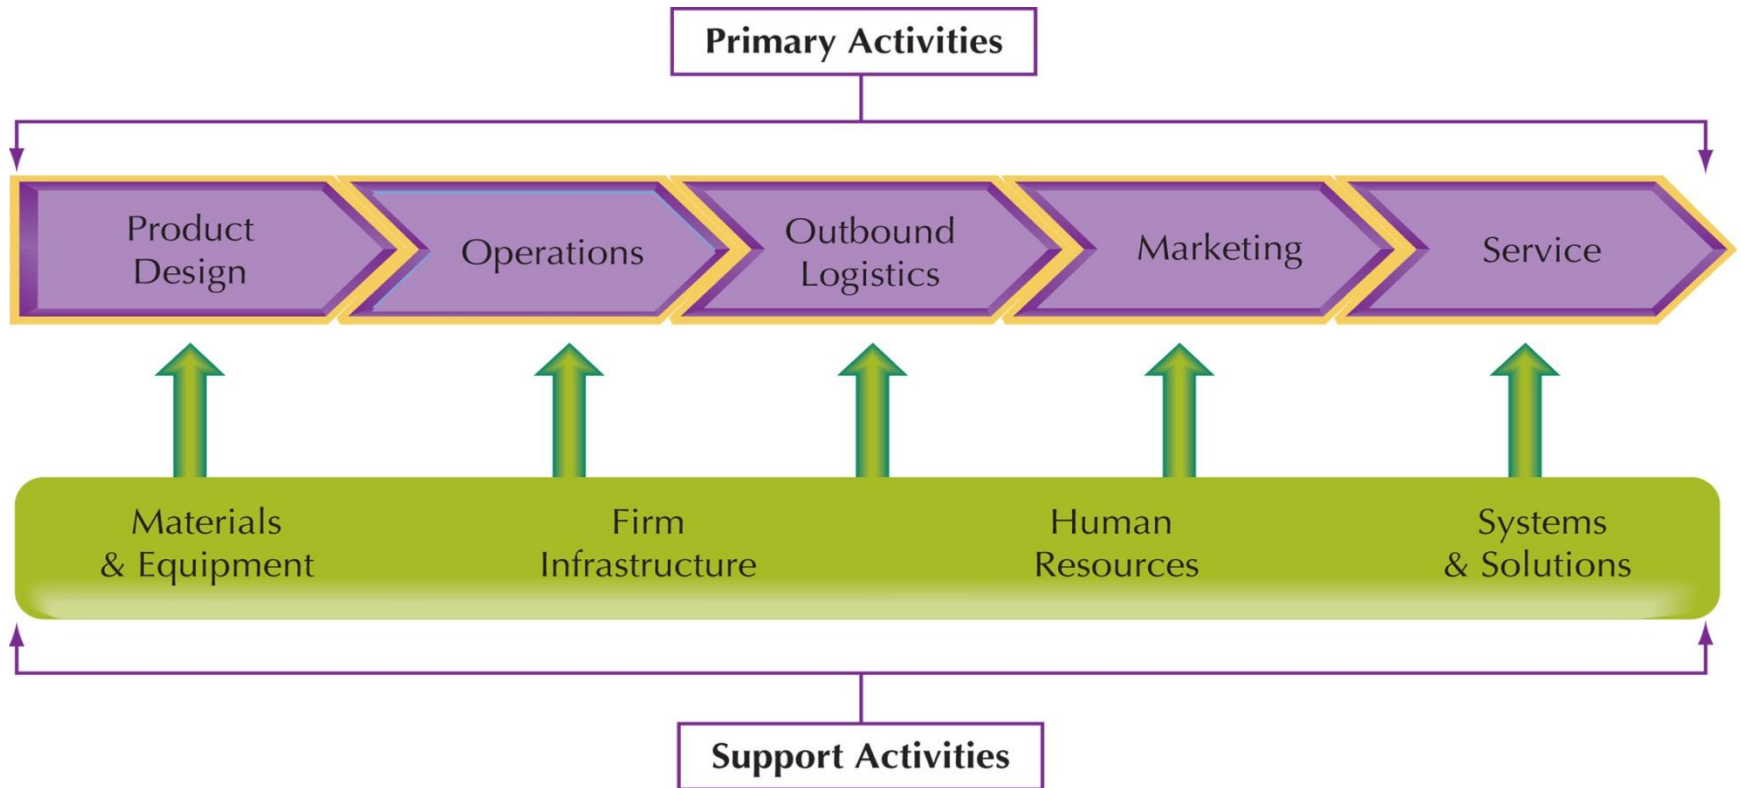 Primary Activities
Product
Design
Operations
Outbound
Logistics
Marketing
Service
Materials
& Equipment
Firm
Infrastructure
Human
Resources
Systems
& Solutions
Support Activities